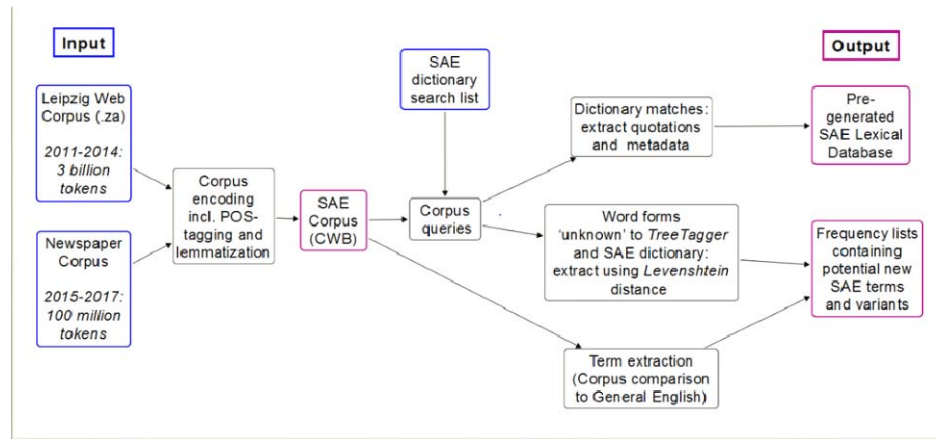 Input
Leipzig Web
Corpus (.za)
2011-2014:
3 billion
tokens
Newspaper
Corpus
2015-2017:
100 million
tokens
Corpus
encoding
incl. POS-
tagging and
lemmatization
SAE
Corpus
(CWB)
SAE
dictionary
search list
Corpus
queries
Dictionary matches:
extract quotations
and metadata
Word forms
‘unknown’ to TreeTagger
and SAE dictionary:
extract using Levenshtein
distance
Term extraction
(Corpus comparison
to General English)
Output
Pre-
generated
SAE Lexical
Database
Frequency lists
containing
potential new
SAE terms
and variants